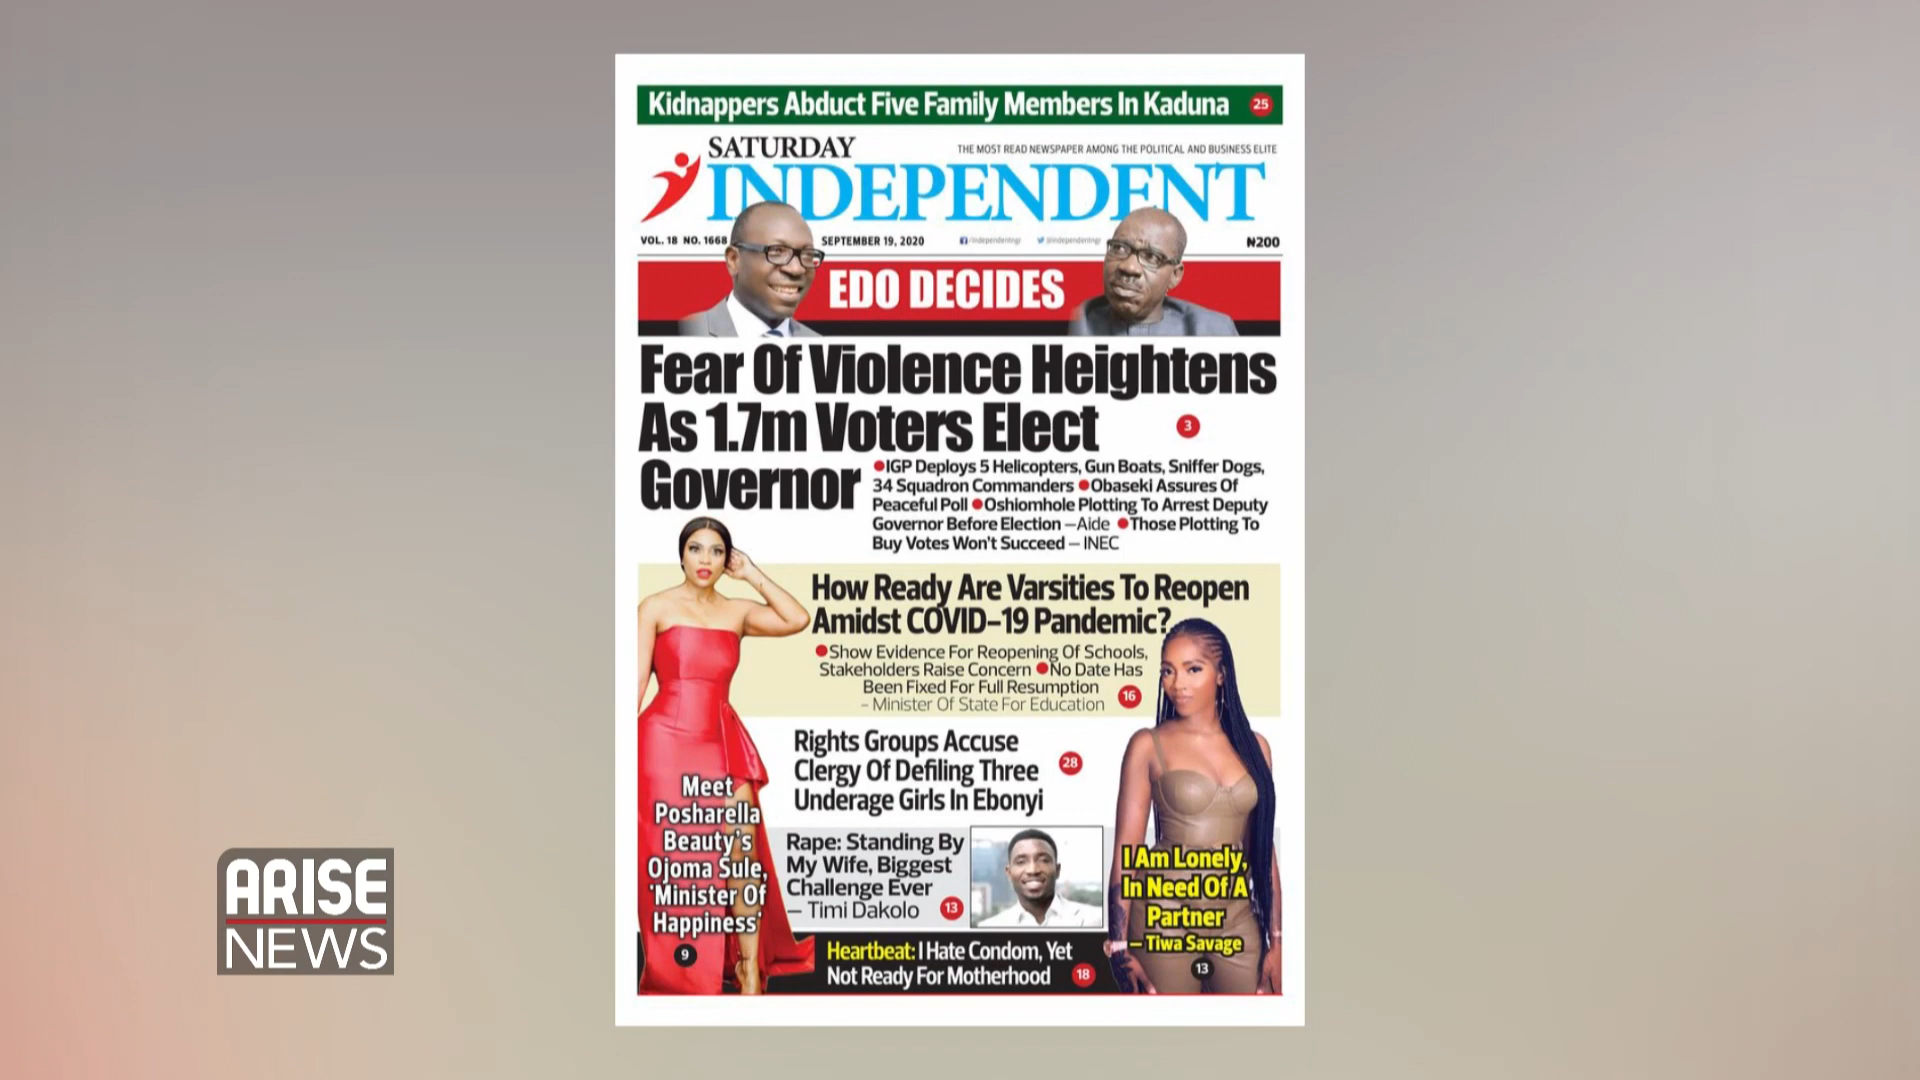 Kidnappers Abduct Five Family Members In Kaduna 25
SATURDAY
THE MOST READ NEWSPAPER AMONG THE POLITICAL AND BUSINESS ELITE
INDEPENDENT
VOL. 18 NO. 1668
SEPTEMBER 19, 2020
/independentng
@independentng
₦200
EDO DECIDES
Fear Of Violence Heightens
As 1.7m Voters Elect
3
Governor
●IGP Deploys 5 Helicopters, Gun Boats, Sniffer Dogs,
34 Squadron Commanders ●Obaseki Assures Of
Peaceful Poll ●Oshiomhole Plotting To Arrest Deputy
Governor Before Election –Aide ●Those Plotting To
Buy Votes Won't Succeed – INEC
How Ready Are Varsities To Reopen
Amidst COVID-19 Pandemic?
●Show Evidence For Reopening Of Schools,
Stakeholders Raise Concern ●No Date Has
Been Fixed For Full Resumption
– Minister Of State For Education
16
Rights Groups Accuse
Clergy Of Defiling Three
Underage Girls In Ebonyi
28
Meet
Posharella
Beauty's
Ojoma Sule,
'Minister Of
Happiness'
9
Rape: Standing By
My Wife, Biggest
Challenge Ever
– Timi Dakolo 13
I Am Lonely,
In Need Of A
Partner
– Tiwa Savage
13
Heartbeat: I Hate Condom, Yet
Not Ready For Motherhood 18
ARISE
NEWS